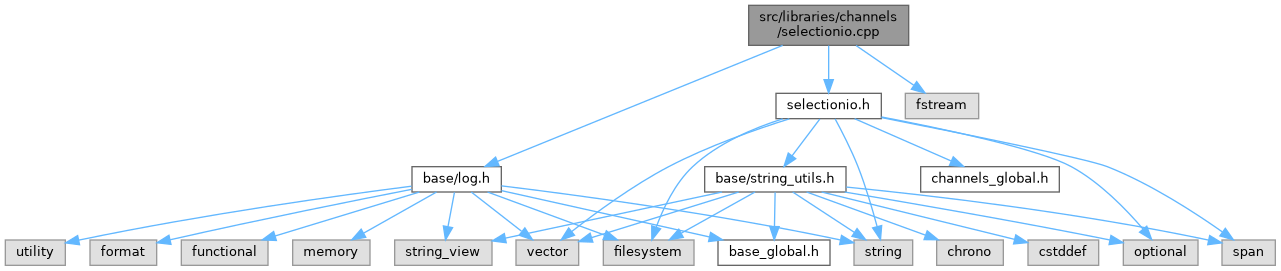 src/libraries/channels
/selectionio.cpp
selectionio.h
fstream
base/log.h
base/string_utils.h
channels_global.h
utility
format
functional
memory
string_view
vector
filesystem
base_global.h
string
chrono
cstddef
optional
span